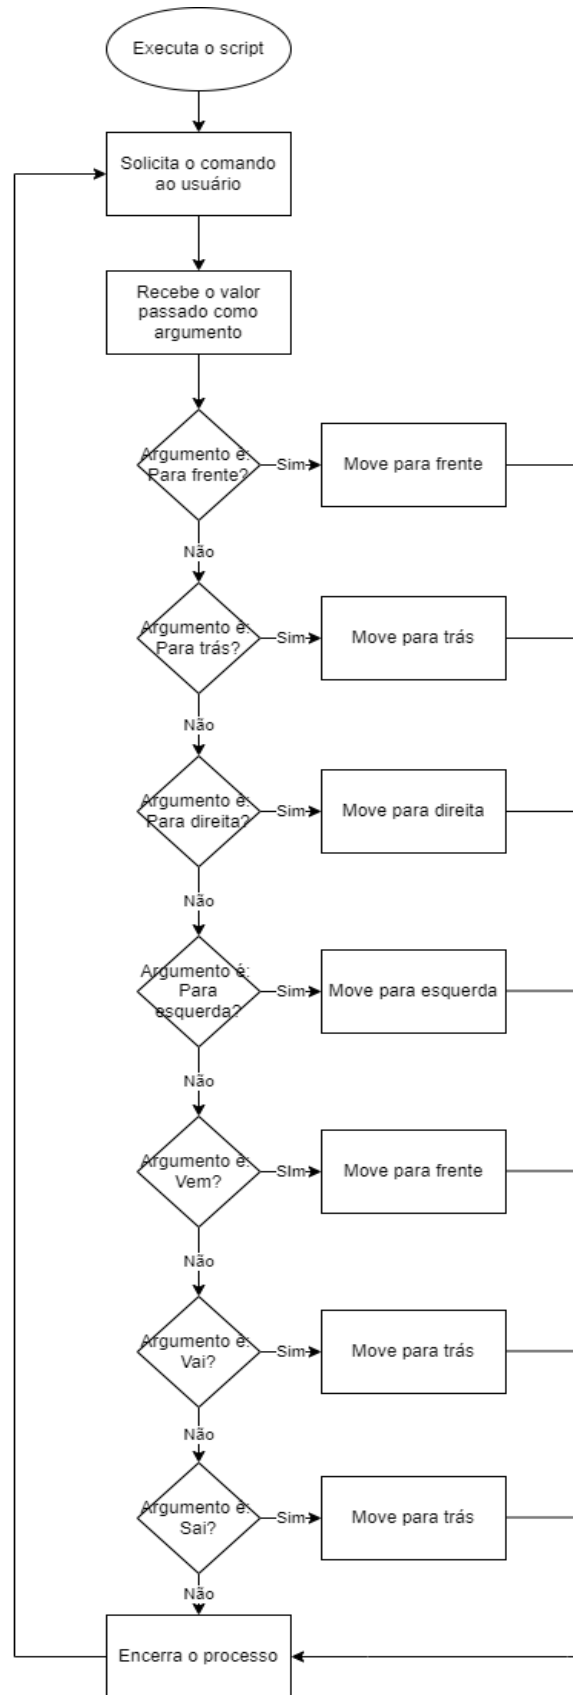 Executa o script
Solicita o comando
ao usuário
Recebe o valor
passado como
argumento
Argumento é:
Para frente?
Sim
Move para frente
Não
Argumento é:
Para trás?
Sim
Move para trás
Não
Argumento é:
Para direita?
Sim
Move para direita
Não
Argumento é:
Para
esquerda?
Sim
Move para esquerda
Não
Argumento é:
Vem?
SIm
Move para frente
Não
Argumento é:
Vai?
Sim
Move para trás
Não
Argumento é:
Sai?
Sim
Move para trás
Não
Encerra o processo